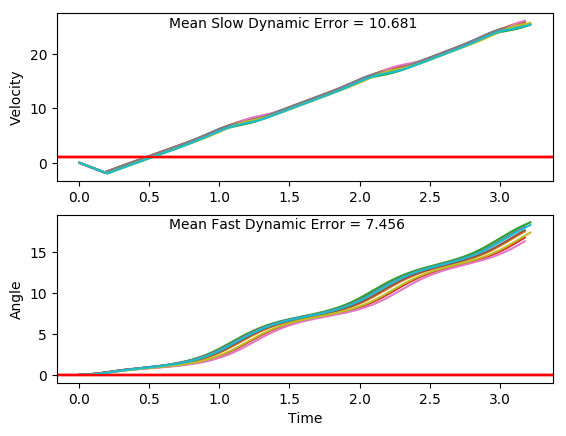 Mean Slow Dynamic Error = 10.681
Velocity
20
10
0
0.0 0.5 1.0 1.5 2.0 2.5 3.0
Mean Fast Dynamic Error = 7.456
Angle
15
10
5
0
0.0 0.5 1.0 1.5 2.0 2.5 3.0
Time